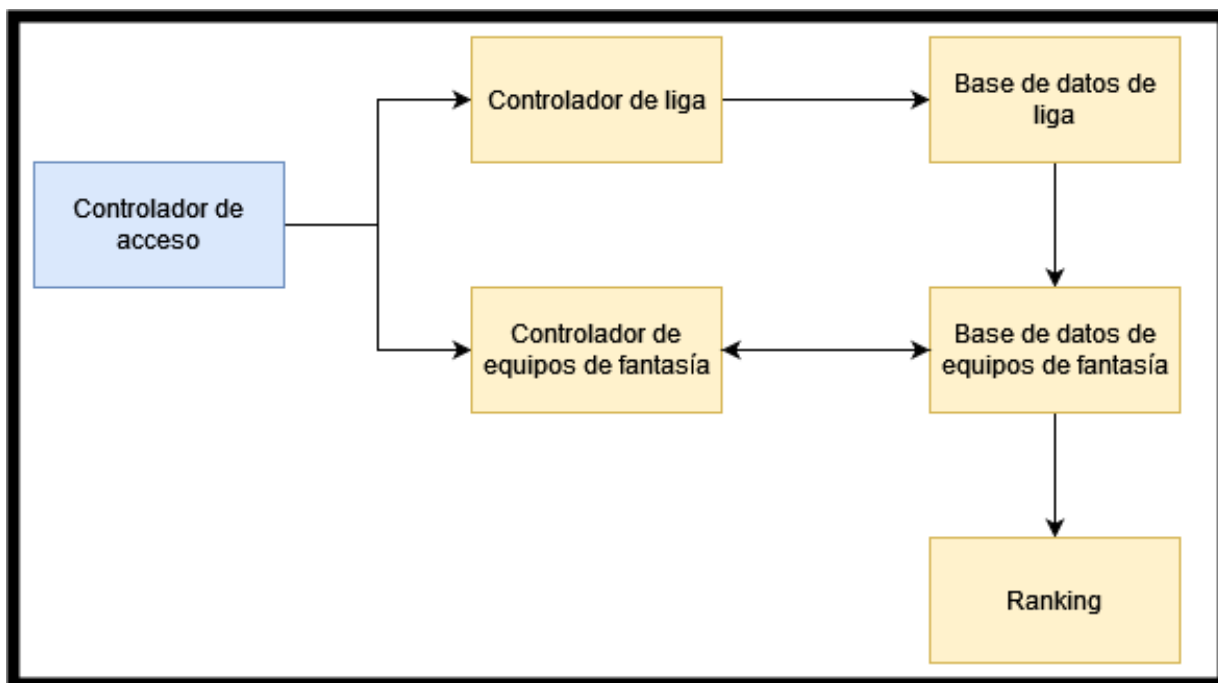 Controlador de liga
Base de datos de
liga
Controlador de
acceso
Controlador de
equipos de fantasía
Base de datos de
equipos de fantasía
Ranking